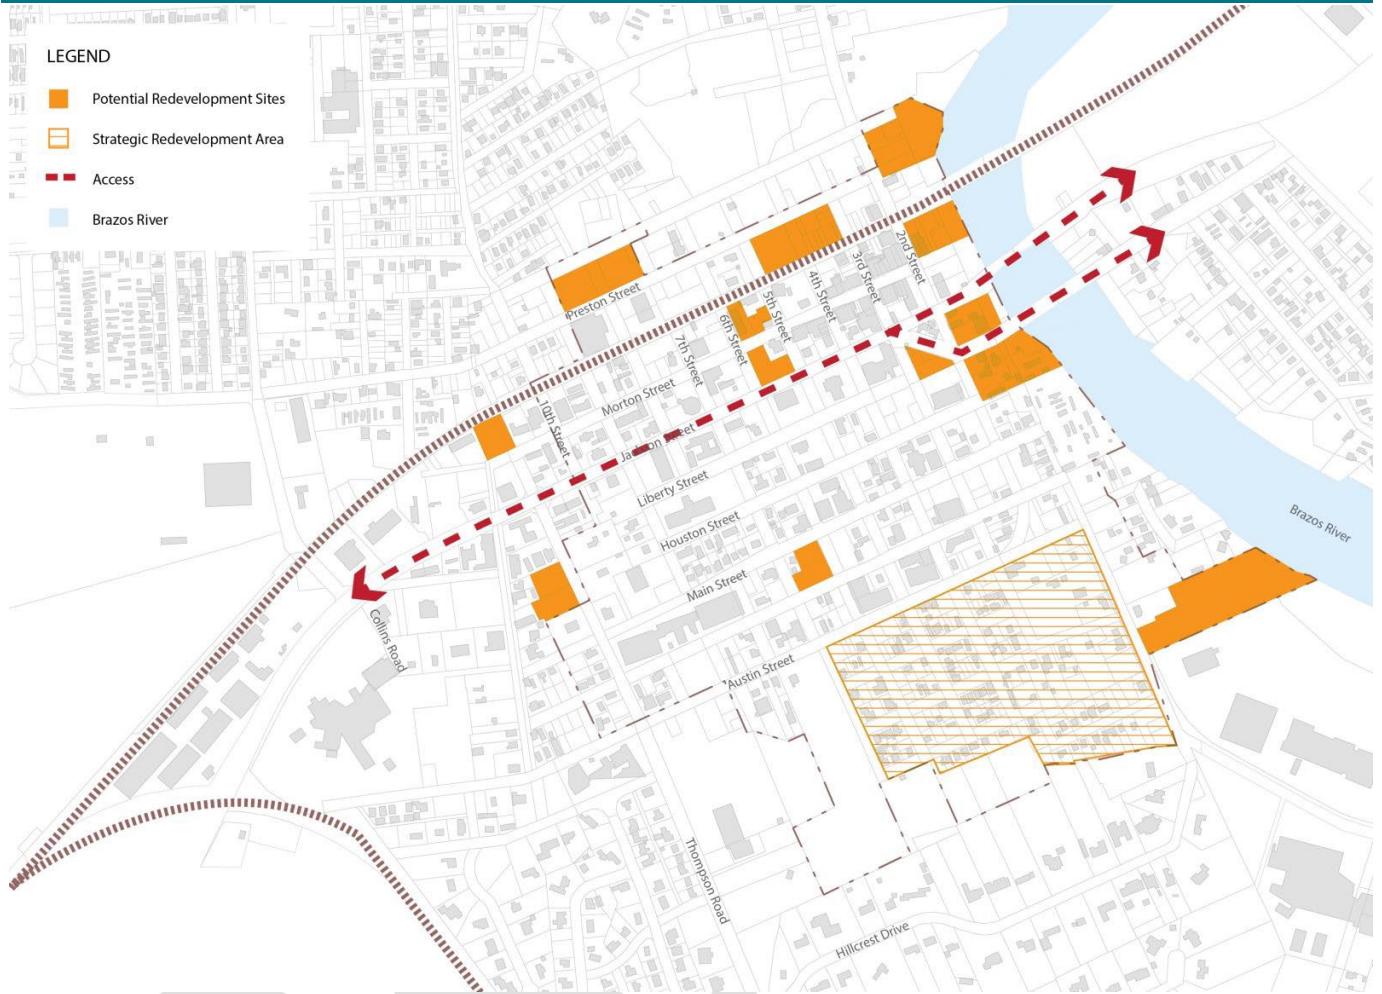 LEGEND
Potential Redevelopment Sites
Strategic Redevelopment Area
Access
Brazos River
2nd Street
3rd Street
4th Street
5th Street
6th Street
7th Street
Preston Street
10th Street
Morton Street
Jackson Street
Liberty Street
Houston Street
Main Street
Austin Street
Brazos River
Collins Road
Thompson Road
Hillcrest Drive